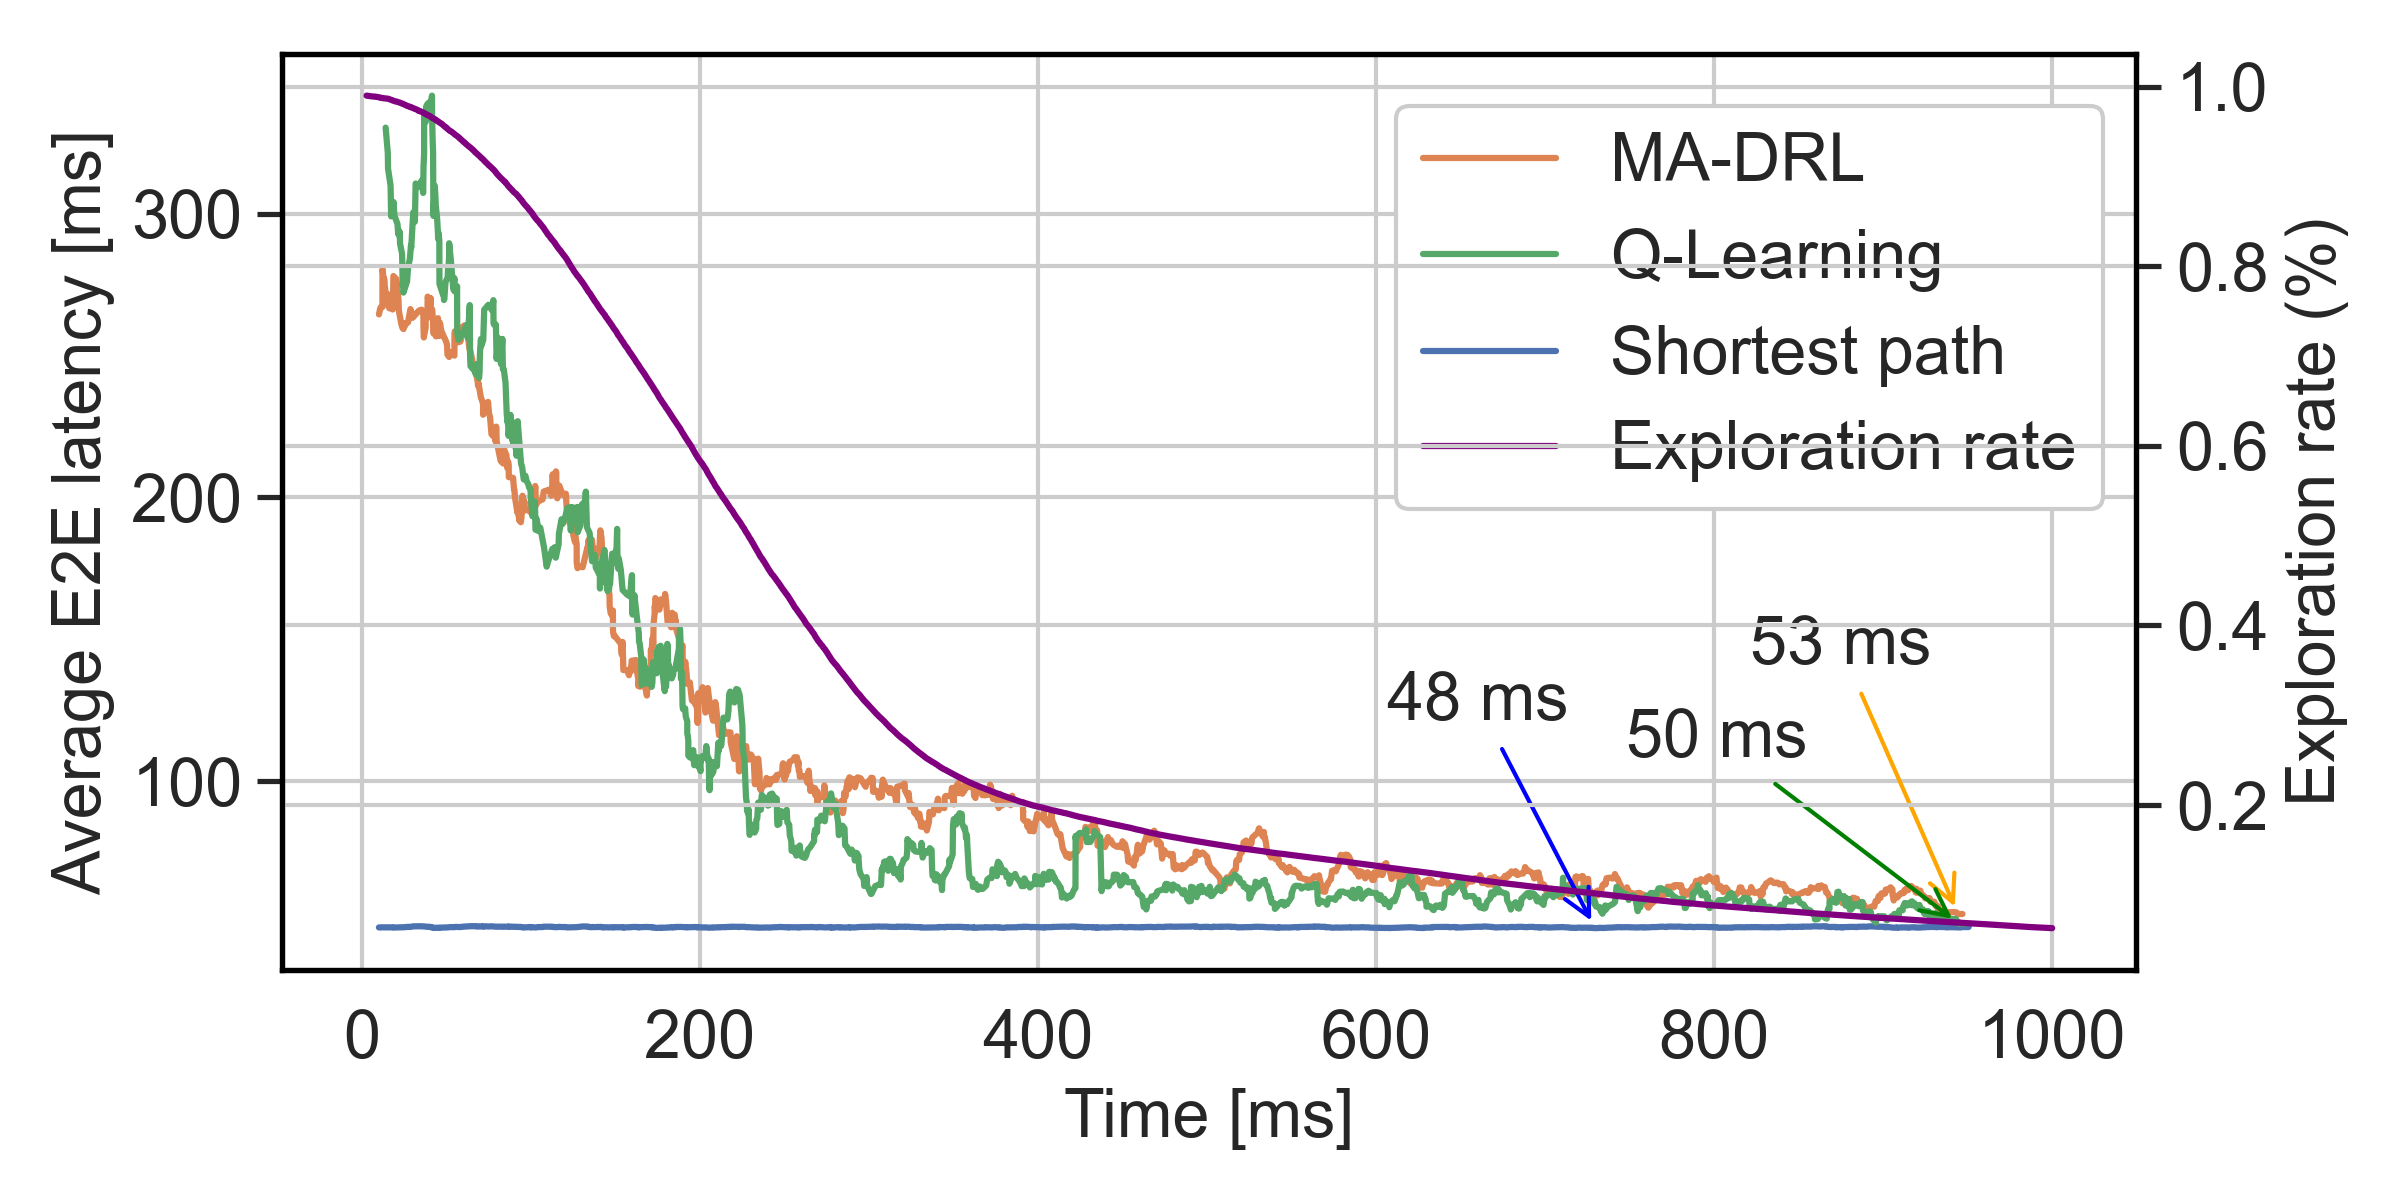 Average E2E latency [ms]
300
200
100
MA-DRL
Q-Learning
Shortest path
Exploration rate
48 ms
50 ms
53 ms
1.0
0.8
0.6
0.4
0.2
Exploration rate (%)
0
200
400
600
800
1000
Time [ms]